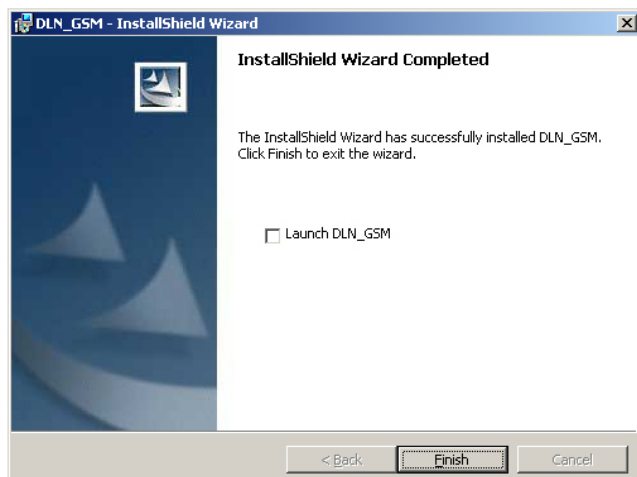 DLN_GSM - InstallShield Wizard
InstallShield Wizard Completed
The InstallShield Wizard has successfully installed DLN_GSM.
Click Finish to exit the wizard.
Launch DLN_GSM
< Back
Finish
Cancel